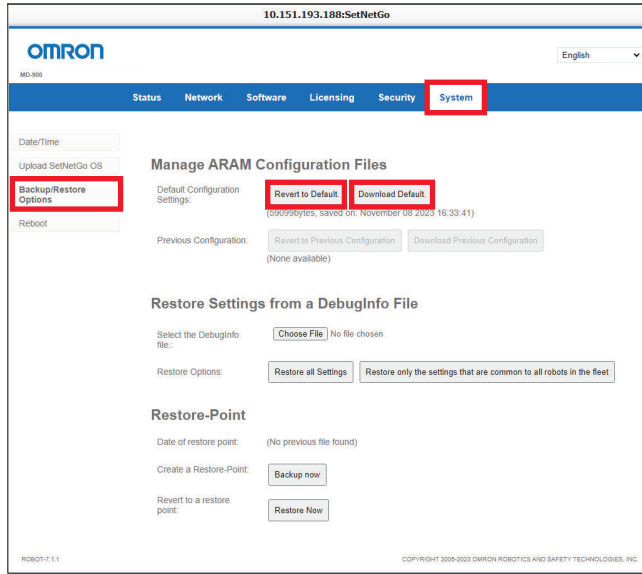 10.151.193.188:SetNetGo
OMRON
English
MD-900
Status Network Software Licensing Security System
Date/Time
Upload SetNetGo OS
Backup/Restore
Options
Reboot
Manage ARAM Configuration Files
Default Configuration
Settings:
Revert to Default Download Default
(59099bytes, saved on: November 08 2023 16:33:41)
Previous Configuration:
Revert to Previous Configuration Download Previous Configuration
(None available)
Restore Settings from a DebugInfo File
Select the DebugInfo
file.:
Choose File No file chosen
Restore Options:
Restore all Settings Restore only the settings that are common to all robots in the fleet
Restore-Point
Date of restore point: (No previous file found)
Create a Restore-Point: Backup now
Revert to a restore
point:
Restore Now
ROBOT-7.1.1 COPYRIGHT 2005-2023 OMRON ROBOTICS AND SAFETY TECHNOLOGIES, INC.